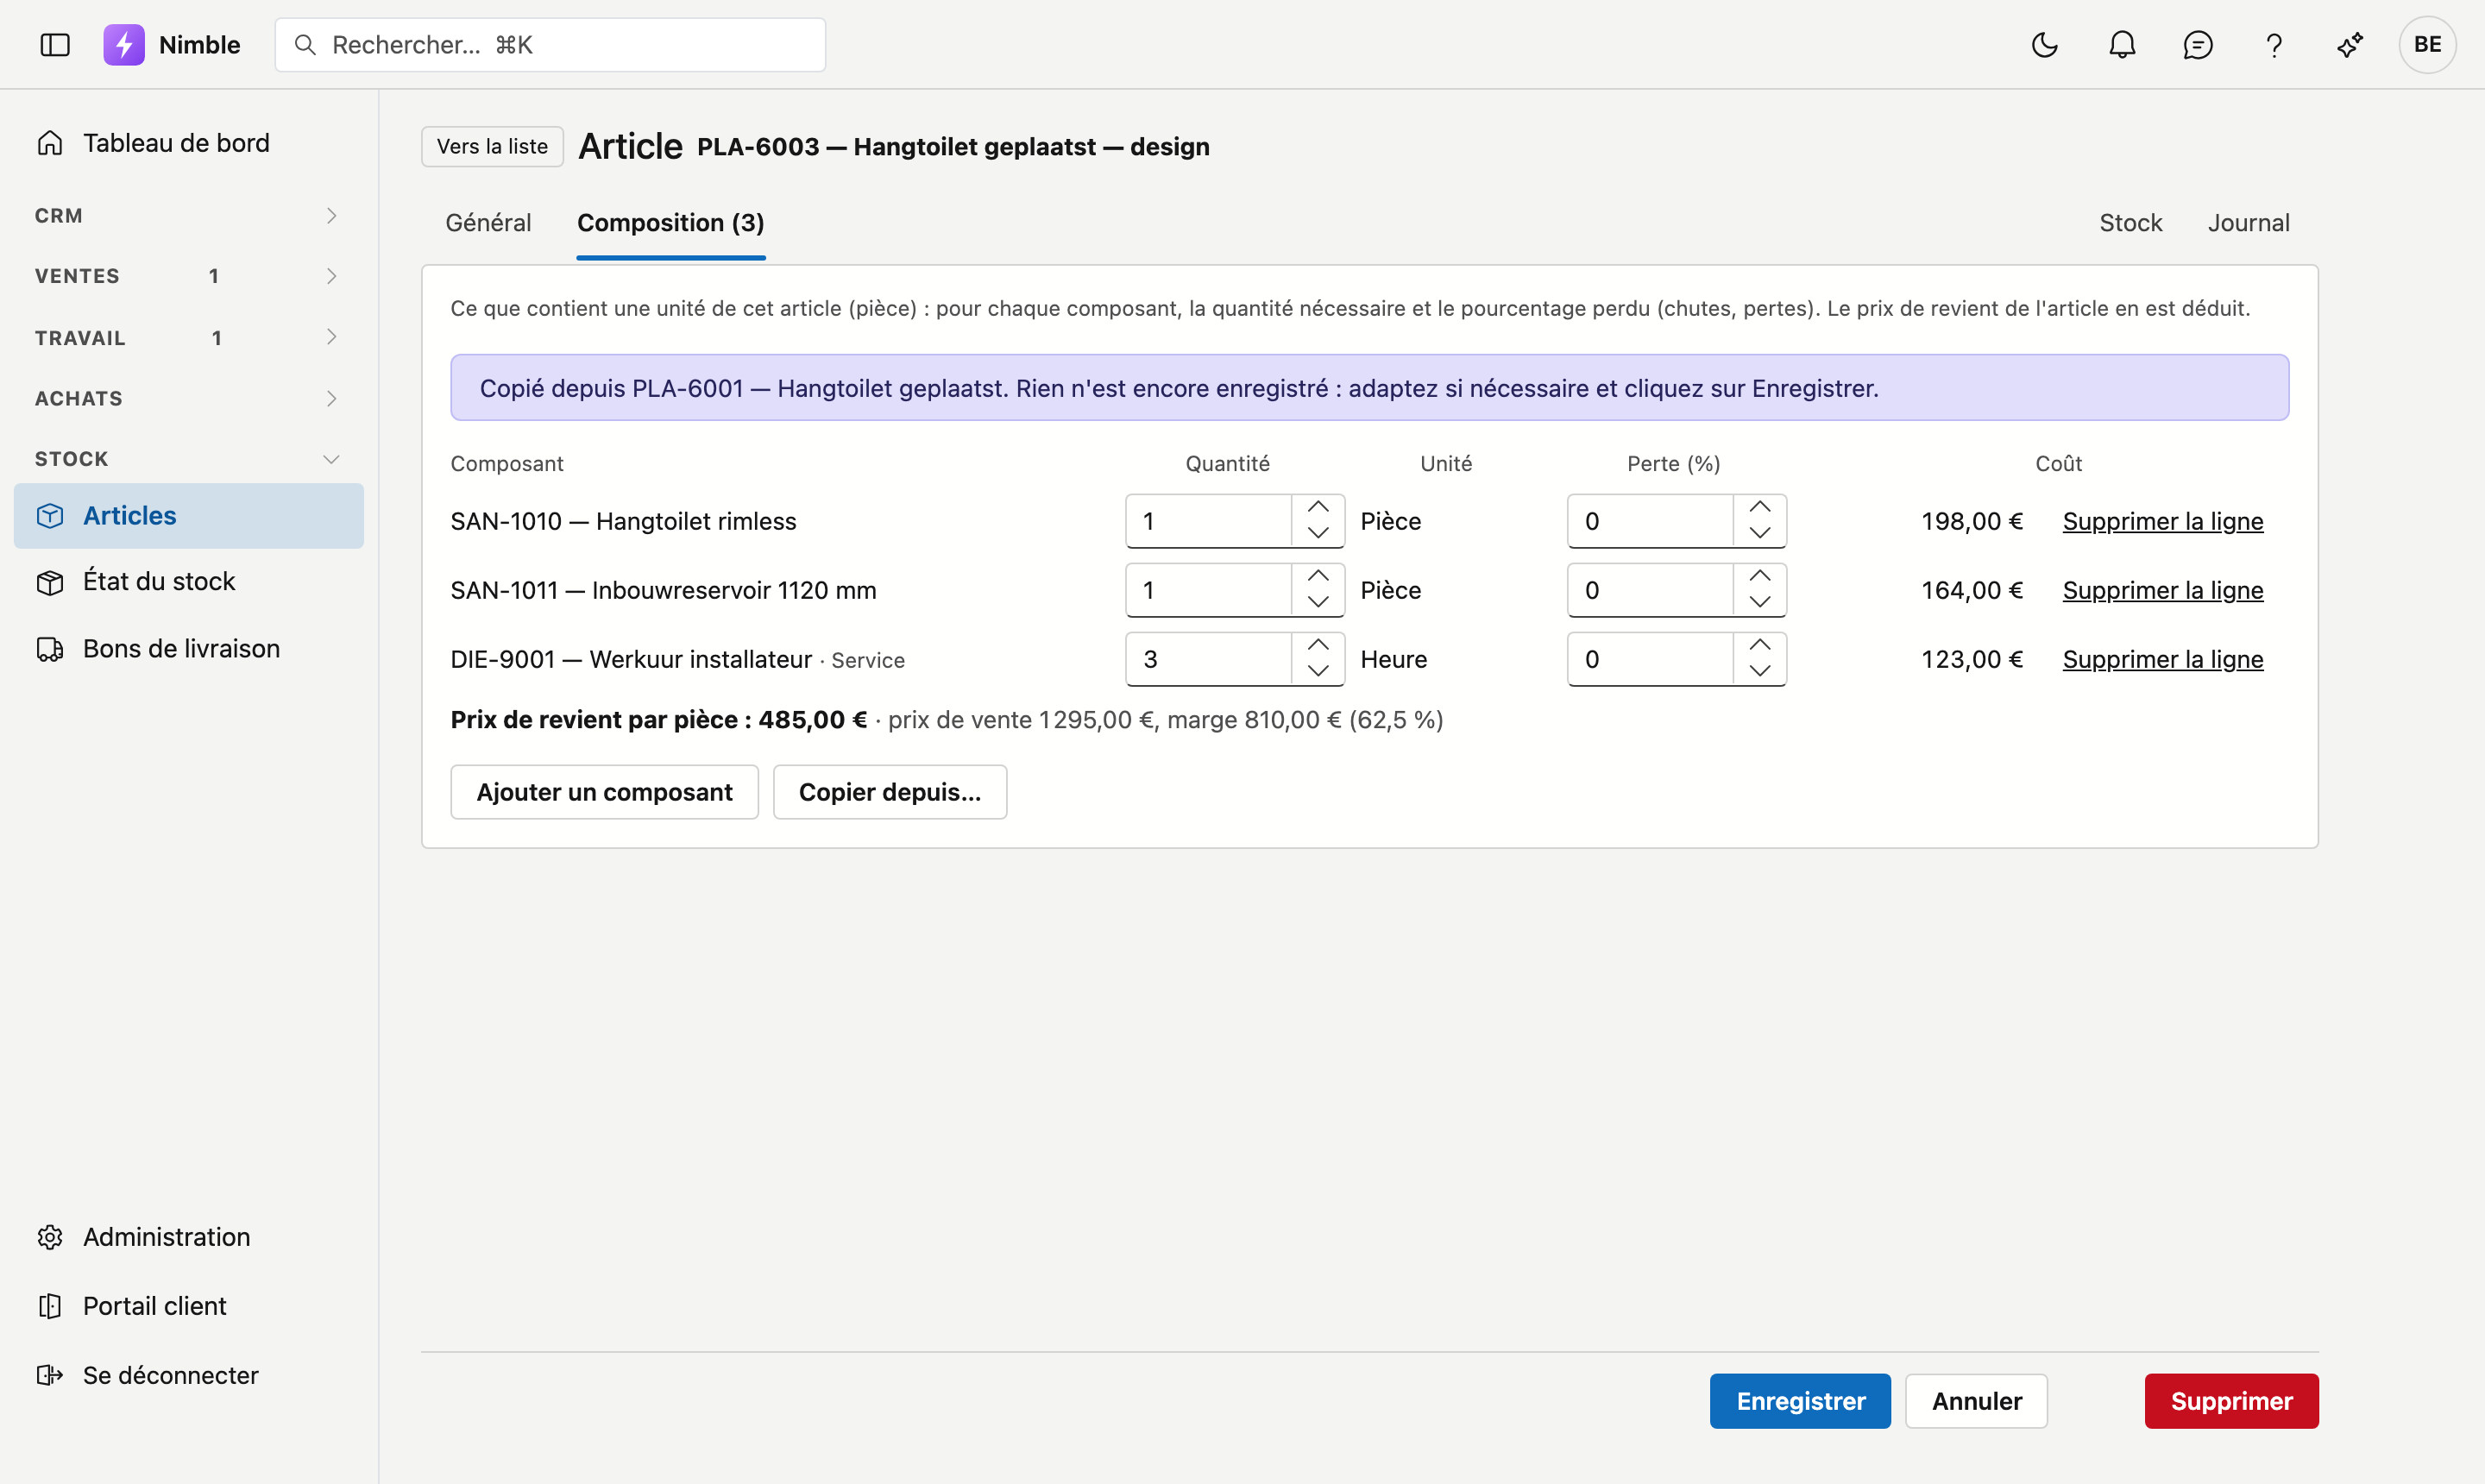 Nimble
Rechercher... ⌘K
BE
Tableau de bord
CRM
VENTES 1
TRAVAIL 1
ACHATS
STOCK
Articles
État du stock
Bons de livraison
Administration
Portail client
Se déconnecter
Vers la liste
Article PLA-6003 — Hangtoilet geplaatst — design
Général
Composition (3)
Stock
Journal
Ce que contient une unité de cet article (pièce) : pour chaque composant, la quantité nécessaire et le pourcentage perdu (chutes, pertes). Le prix de revient de l'article en est déduit.
Copié depuis PLA-6001 — Hangtoilet geplaatst. Rien n'est encore enregistré : adaptez si nécessaire et cliquez sur Enregistrer.
Composant Quantité Unité Perte (%) Coût
SAN-1010 — Hangtoilet rimless 1 Pièce 0 198,00 € Supprimer la ligne
SAN-1011 — Inbouwreservoir 1120 mm 1 Pièce 0 164,00 € Supprimer la ligne
DIE-9001 — Werkuur installateur · Service 3 Heure 0 123,00 € Supprimer la ligne
Prix de revient par pièce : 485,00 € · prix de vente 1 295,00 €, marge 810,00 € (62,5 %)
Ajouter un composant
Copier depuis...
Enregistrer
Annuler
Supprimer